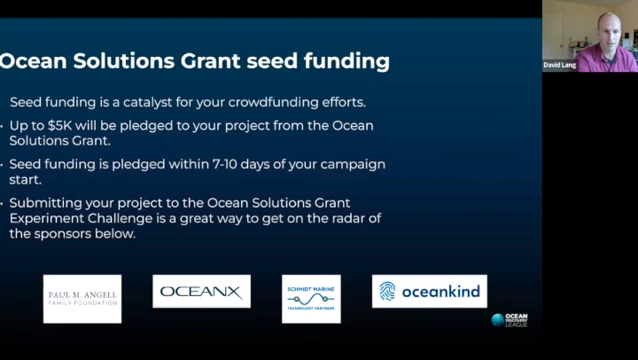 Ocean Solutions Grant seed funding
Seed funding is a catalyst for your crowdfunding efforts.
• Up to $5K will be pledged to your project from the Ocean
Solutions Grant.
• Seed funding is pledged within 7-10 days of your campaign
start.
• Submitting your project to the Ocean Solutions Grant
Experiment Challenge is a great way to get on the radar of
the sponsors below.
PAUL M. ANGELL
FAMILY FOUNDATION
OCEANX
SCHMIDT MARINE
TECHNOLOGY PARTNERS
oceankind
OCEAN
DISCOVERY
LEAGUE
David Lang